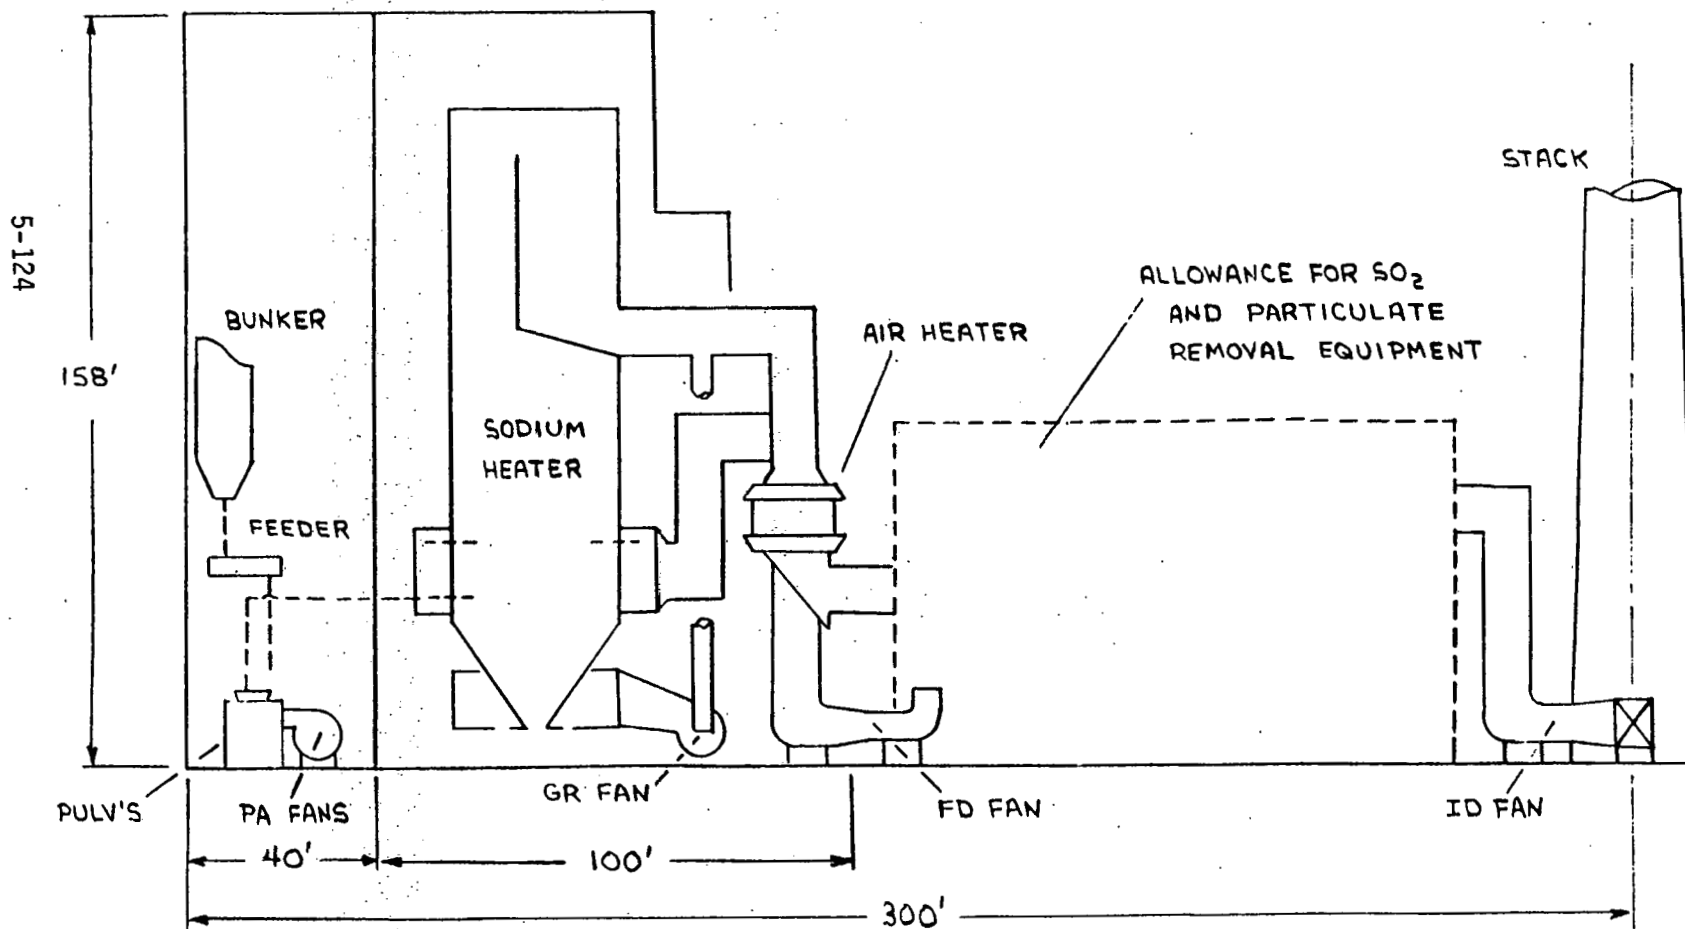 5-124
STACK
ALLOWANCE FOR SO₂
AND PARTICULATE
REMOVAL EQUIPMENT
BUNKER
AIR HEATER
158'
SODIUM
HEATER
FEEDER
PULV'S
PA FANS
GR FAN
FD FAN
ID FAN
40'
100'
300'